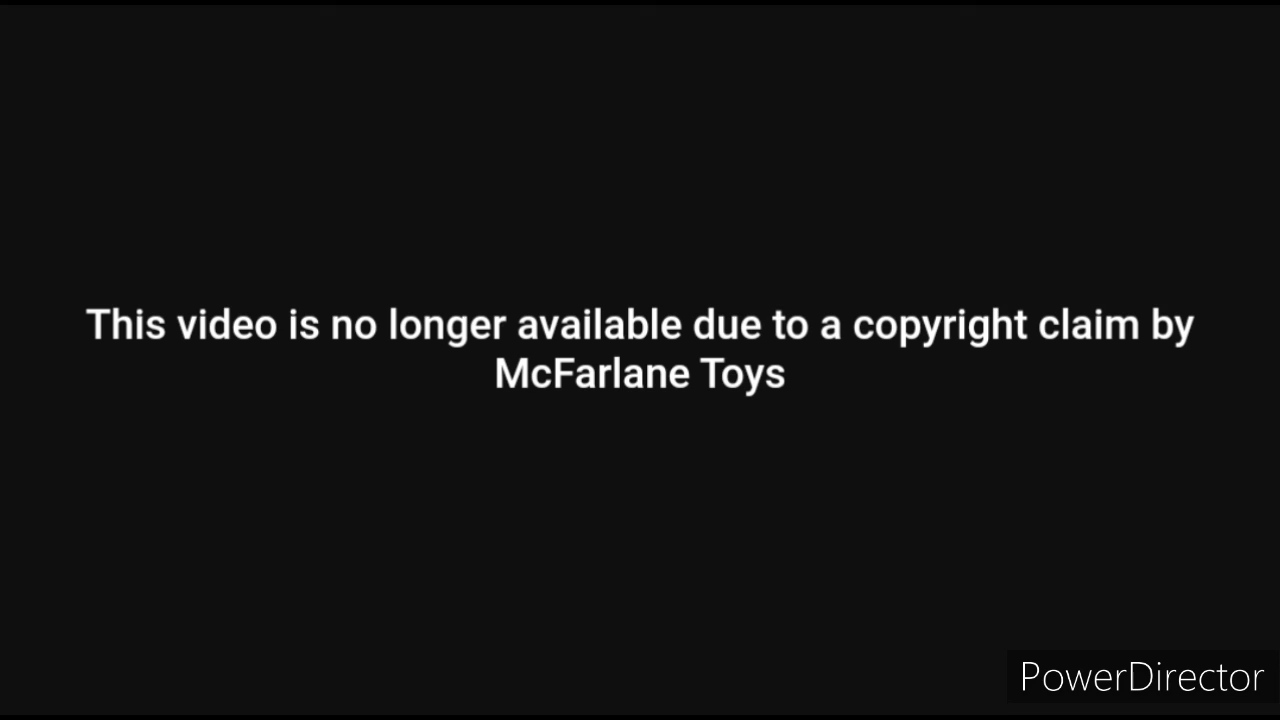 This video is no longer available due to a copyright claim by
McFarlane Toys
PowerDirector